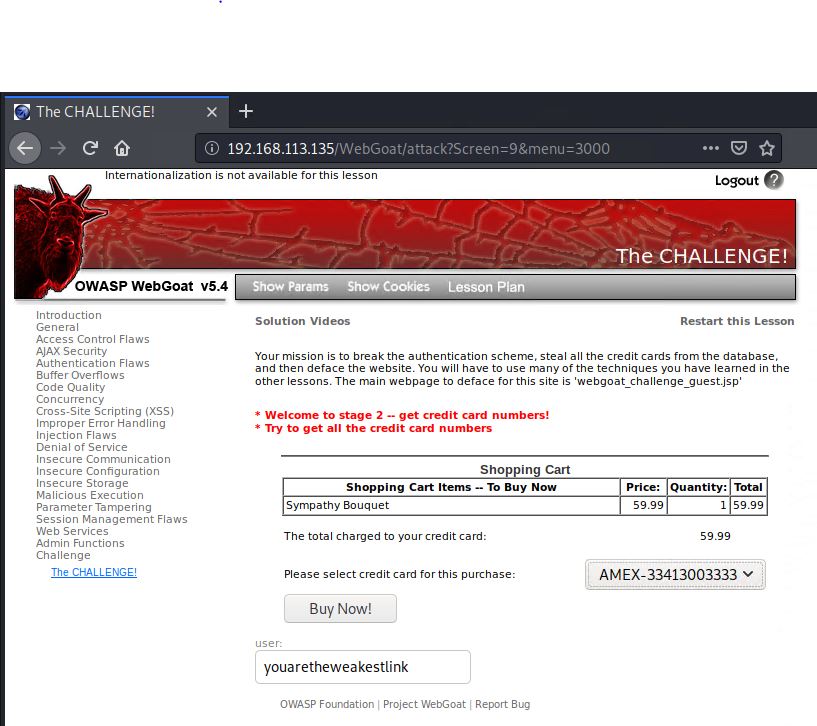 The CHALLENGE!
192.168.113.135/WebGoat/attack?Screen=9&menu=3000
Internationalization is not available for this lesson
Logout ?
The CHALLENGE!
OWASP WebGoat v5.4
Show Params Show Cookies Lesson Plan
Introduction
General
Access Control Flaws
AJAX Security
Authentication Flaws
Buffer Overflows
Code Quality
Concurrency
Cross-Site Scripting (XSS)
Improper Error Handling
Injection Flaws
Denial of Service
Insecure Communication
Insecure Configuration
Insecure Storage
Malicious Execution
Parameter Tampering
Session Management Flaws
Web Services
Admin Functions
Challenge
The CHALLENGE!
Solution Videos Restart this Lesson
Your mission is to break the authentication scheme, steal all the credit cards from the database,
and then deface the website. You will have to use many of the techniques you have learned in the
other lessons. The main webpage to deface for this site is 'webgoat_challenge_guest.jsp'
* Welcome to stage 2 -- get credit card numbers!
* Try to get all the credit card numbers
Shopping Cart
Shopping Cart Items -- To Buy Now Price: Quantity: Total
Sympathy Bouquet 59.99 1 59.99
The total charged to your credit card: 59.99
Please select credit card for this purchase: AMEX-33413003333
Buy Now!
user:
youaretheweakestlink
OWASP Foundation | Project WebGoat | Report Bug